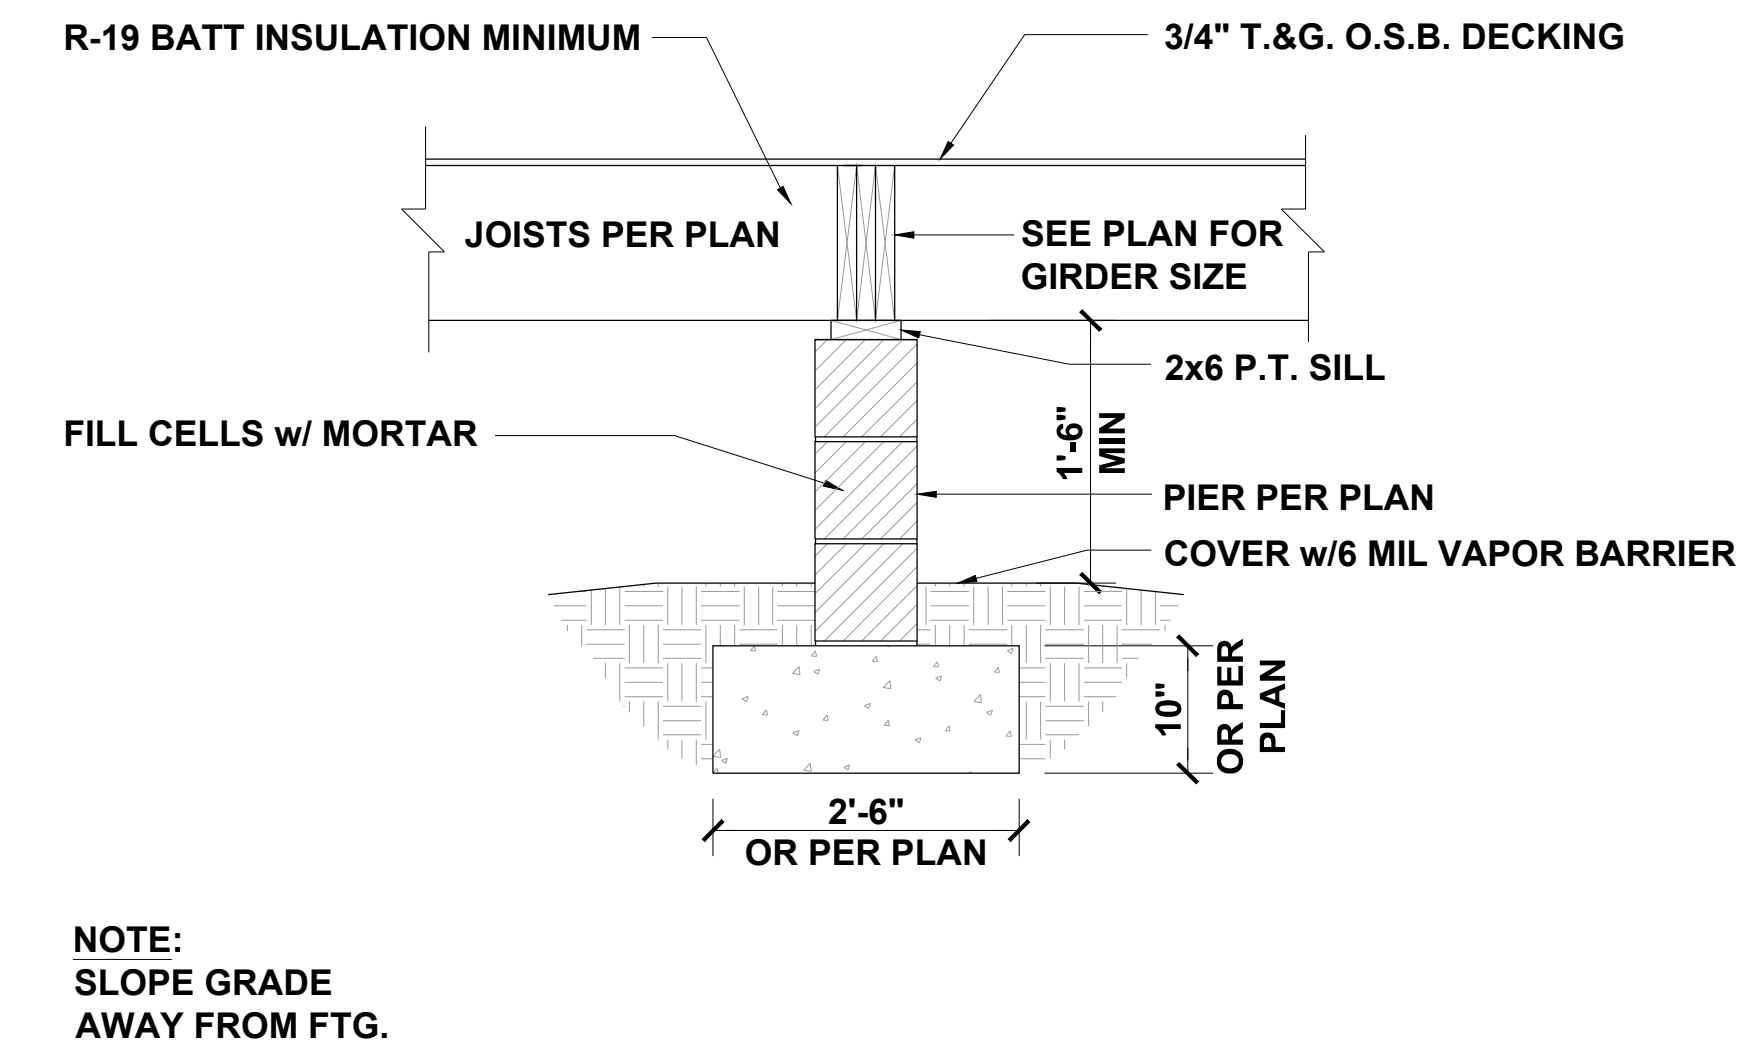 R-19 BATT INSULATION MINIMUM
3/4" T.&G. O.S.B. DECKING
JOISTS PER PLAN
SEE PLAN FOR
GIRDER SIZE
2x6 P.T. SILL
FILL CELLS w/ MORTAR
1'-6"
MIN
PIER PER PLAN
COVER w/6 MIL VAPOR BARRIER
10"
OR PER
PLAN
2'-6"
OR PER PLAN
NOTE:
SLOPE GRADE
AWAY FROM FTG.